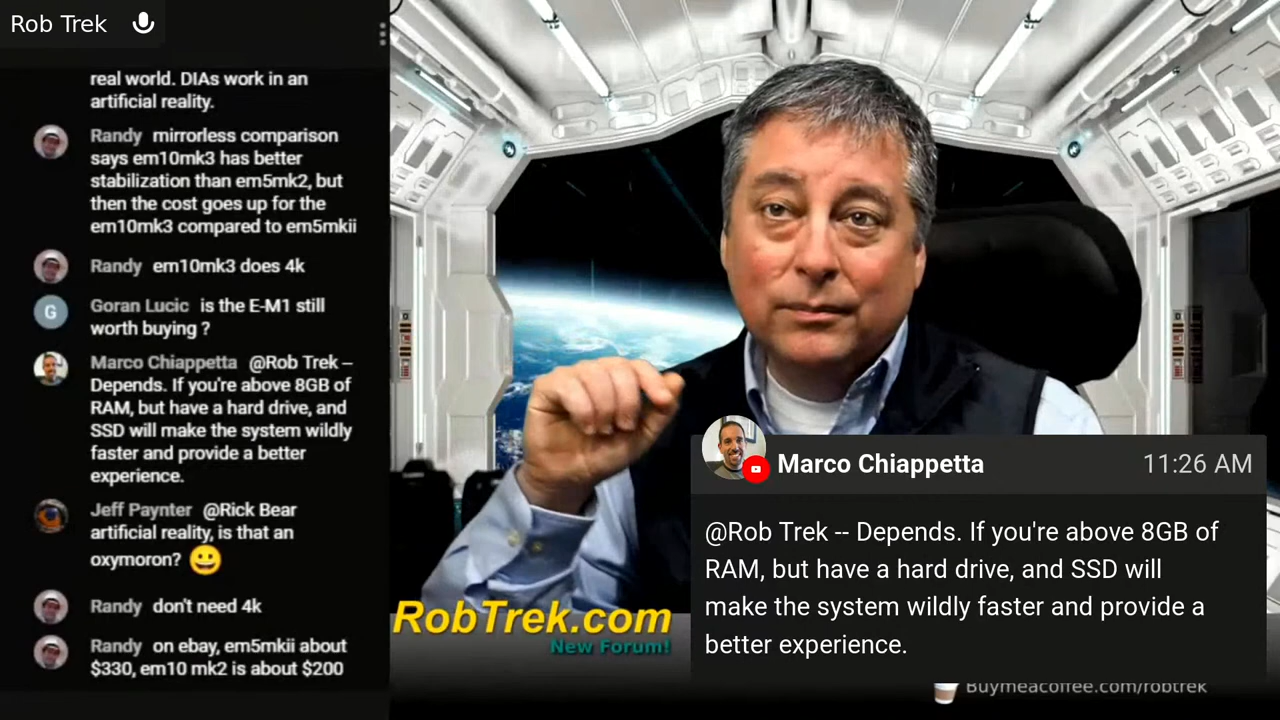 Rob Trek
real world. DIAs work in an
artificial reality.
Randy mirrorless comparison
says em10mk3 has better
stabilization than em5mk2, but
then the cost goes up for the
em10mk3 compared to em5mkii
Randy em10mk3 does 4k
G
Goran Lucic is the E-M1 still
worth buying ?
Marco Chiappetta @Rob Trek --
Depends. If you're above 8GB of
RAM, but have a hard drive, and
SSD will make the system wildly
faster and provide a better
experience.
Jeff Paynter @Rick Bear
artificial reality, is that an
oxymoron? 😀
Randy don't need 4k
Randy on ebay, em5mkii about
$330, em10 mk2 is about $200
RobTrek.com
New Forum!
Marco Chiappetta 11:26 AM
@Rob Trek -- Depends. If you're above 8GB of
RAM, but have a hard drive, and SSD will
make the system wildly faster and provide a
better experience.
Buymeacoffee.com/robtrek